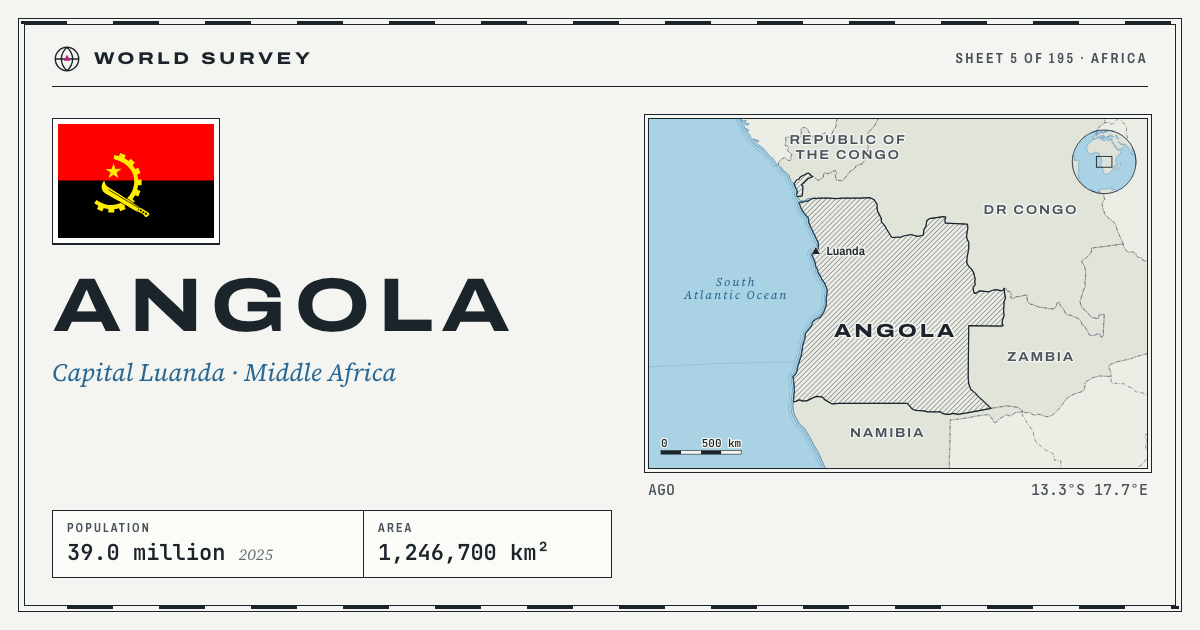 WORLD SURVEY
SHEET 5 OF 195 · AFRICA
ANGOLA
Capital Luanda · Middle Africa
POPULATION
39.0 million 2025
AREA
1,246,700 km²
REPUBLIC OF
THE CONGO
DR CONGO
Luanda
South
Atlantic Ocean
ANGOLA
ZAMBIA
NAMIBIA
0 500 km
AGO
13.3°S 17.7°E